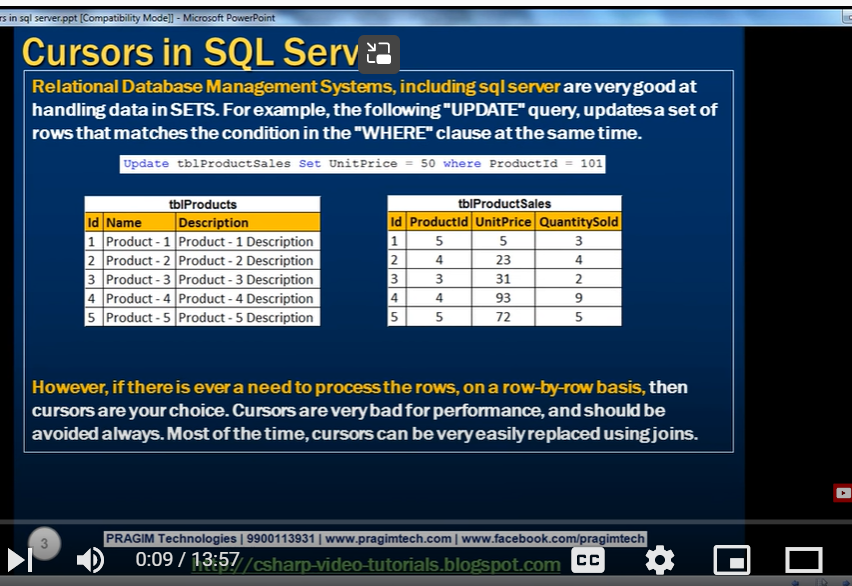 rs in sql server.ppt [Compatibility Mode]] - Microsoft PowerPoint
Cursors in SQL Serv
Relational Database Management Systems, including sql server are very good at
handling data in SETS. For example, the following "UPDATE" query, updates a set of
rows that matches the condition in the "WHERE" clause at the same time.
Update tblProductSales Set UnitPrice = 50 where ProductId = 101
tblProducts
Id Name Description
1 Product - 1 Product - 1 Description
2 Product - 2 Product - 2 Description
3 Product - 3 Product - 3 Description
4 Product - 4 Product - 4 Description
5 Product - 5 Product - 5 Description
tblProductSales
Id ProductId UnitPrice QuantitySold
1 5 5 3
2 4 23 4
3 3 31 2
4 4 93 9
5 5 72 5
However, if there is ever a need to process the rows, on a row-by-row basis, then
cursors are your choice. Cursors are very bad for performance, and should be
avoided always. Most of the time, cursors can be very easily replaced using joins.
3
PRAGIM Technologies | 9900113931 | www.pragimtech.com | www.facebook.com/pragimtech
0:09 / 13:57
http://csharp-video-tutorials.blogspot.com
CC